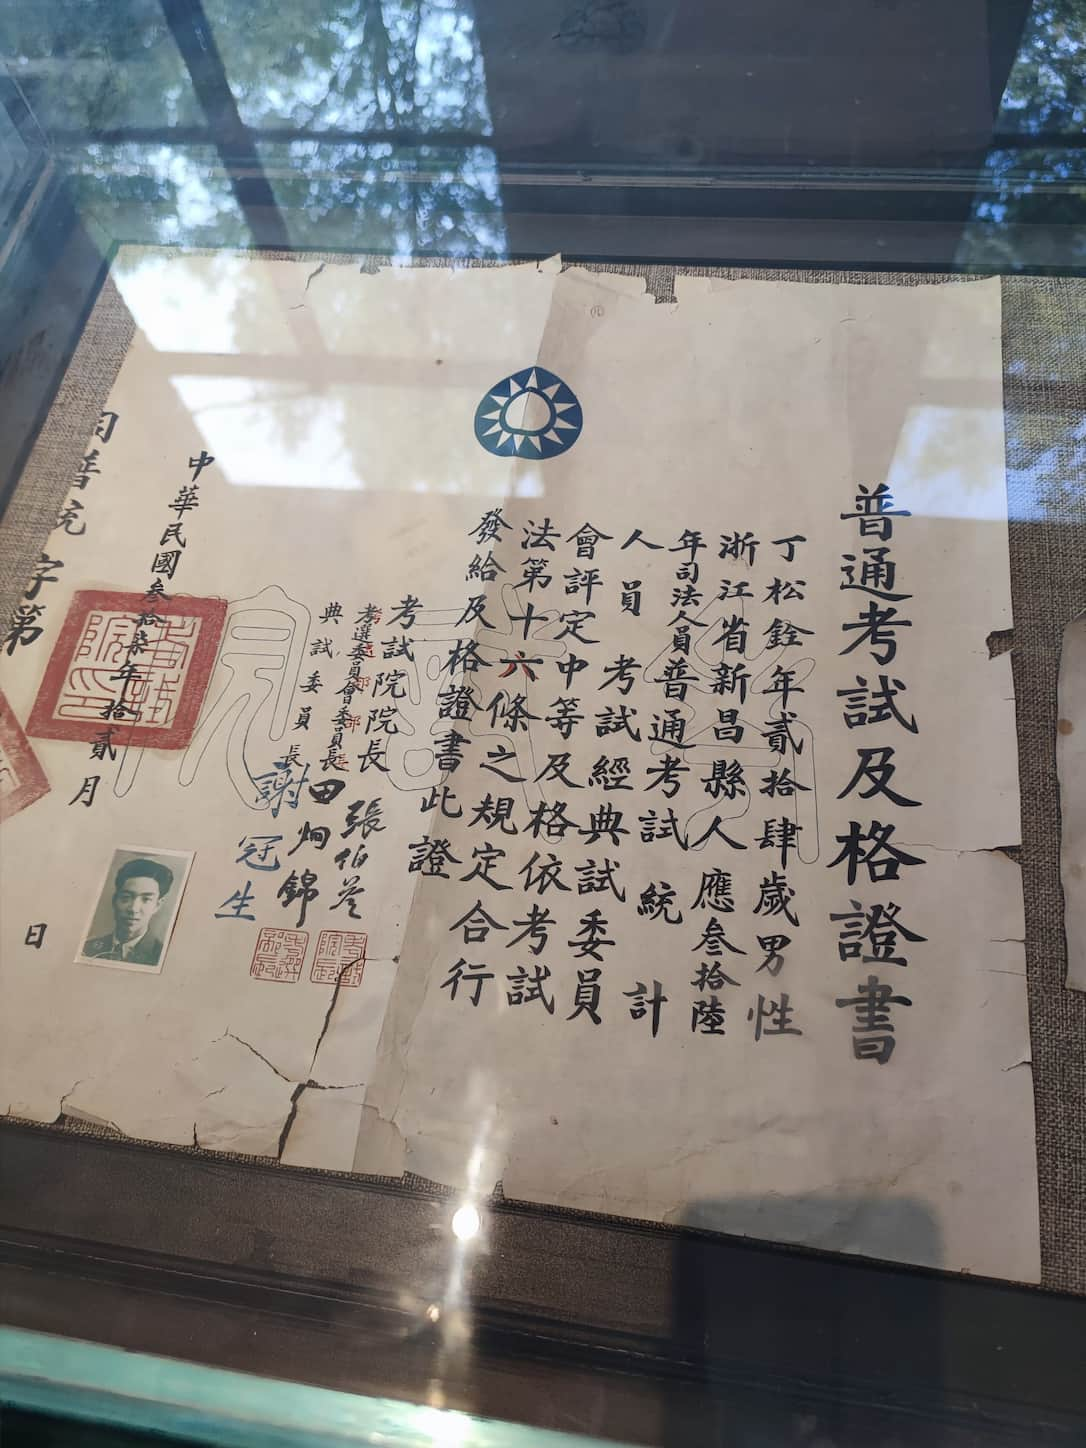 普通考試及格證書
丁松銓年貳拾肆歲男性
浙江省新昌縣人應叁拾陸
年司法人員普通考試統計
人員考試經典試委員
會評定中等及格依考試
法第十六條之規定合行
發給及格證書此證
考試院院長張伯苓
考選委員會委員長田炯錦
典試委員長謝冠生
中華民國叁拾柒年拾貳月日
普統字第